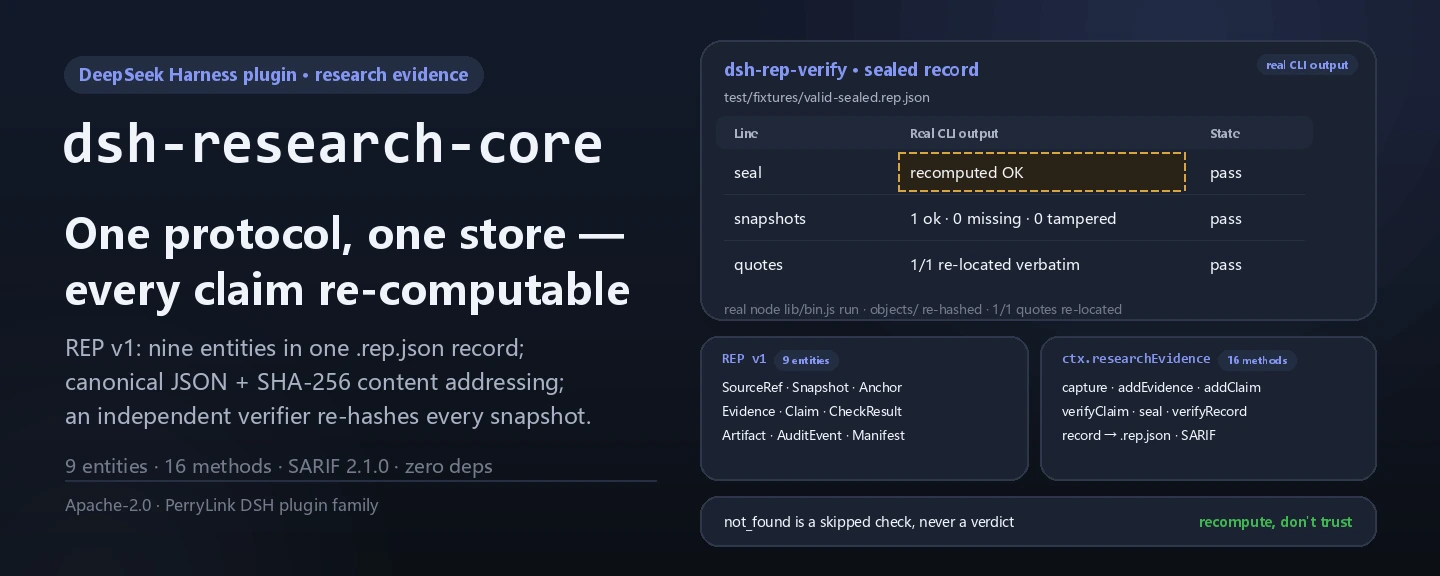 DeepSeek Harness plugin • research evidence
dsh-research-core
One protocol, one store —
every claim re-computable
REP v1: nine entities in one .rep.json record;
canonical JSON + SHA-256 content addressing;
an independent verifier re-hashes every snapshot.
9 entities · 16 methods · SARIF 2.1.0 · zero deps
Apache-2.0 · PerryLink DSH plugin family
dsh-rep-verify • sealed record
real CLI output
test/fixtures/valid-sealed.rep.json
Line Real CLI output State
seal recomputed OK pass
snapshots 1 ok · 0 missing · 0 tampered pass
quotes 1/1 re-located verbatim pass
real node lib/bin.js run · objects/ re-hashed · 1/1 quotes re-located
REP v1 9 entities
SourceRef · Snapshot · Anchor
Evidence · Claim · CheckResult
Artifact · AuditEvent · Manifest
ctx.researchEvidence 16 methods
capture · addEvidence · addClaim
verifyClaim · seal · verifyRecord
record → .rep.json · SARIF
not_found is a skipped check, never a verdict
recompute, don't trust